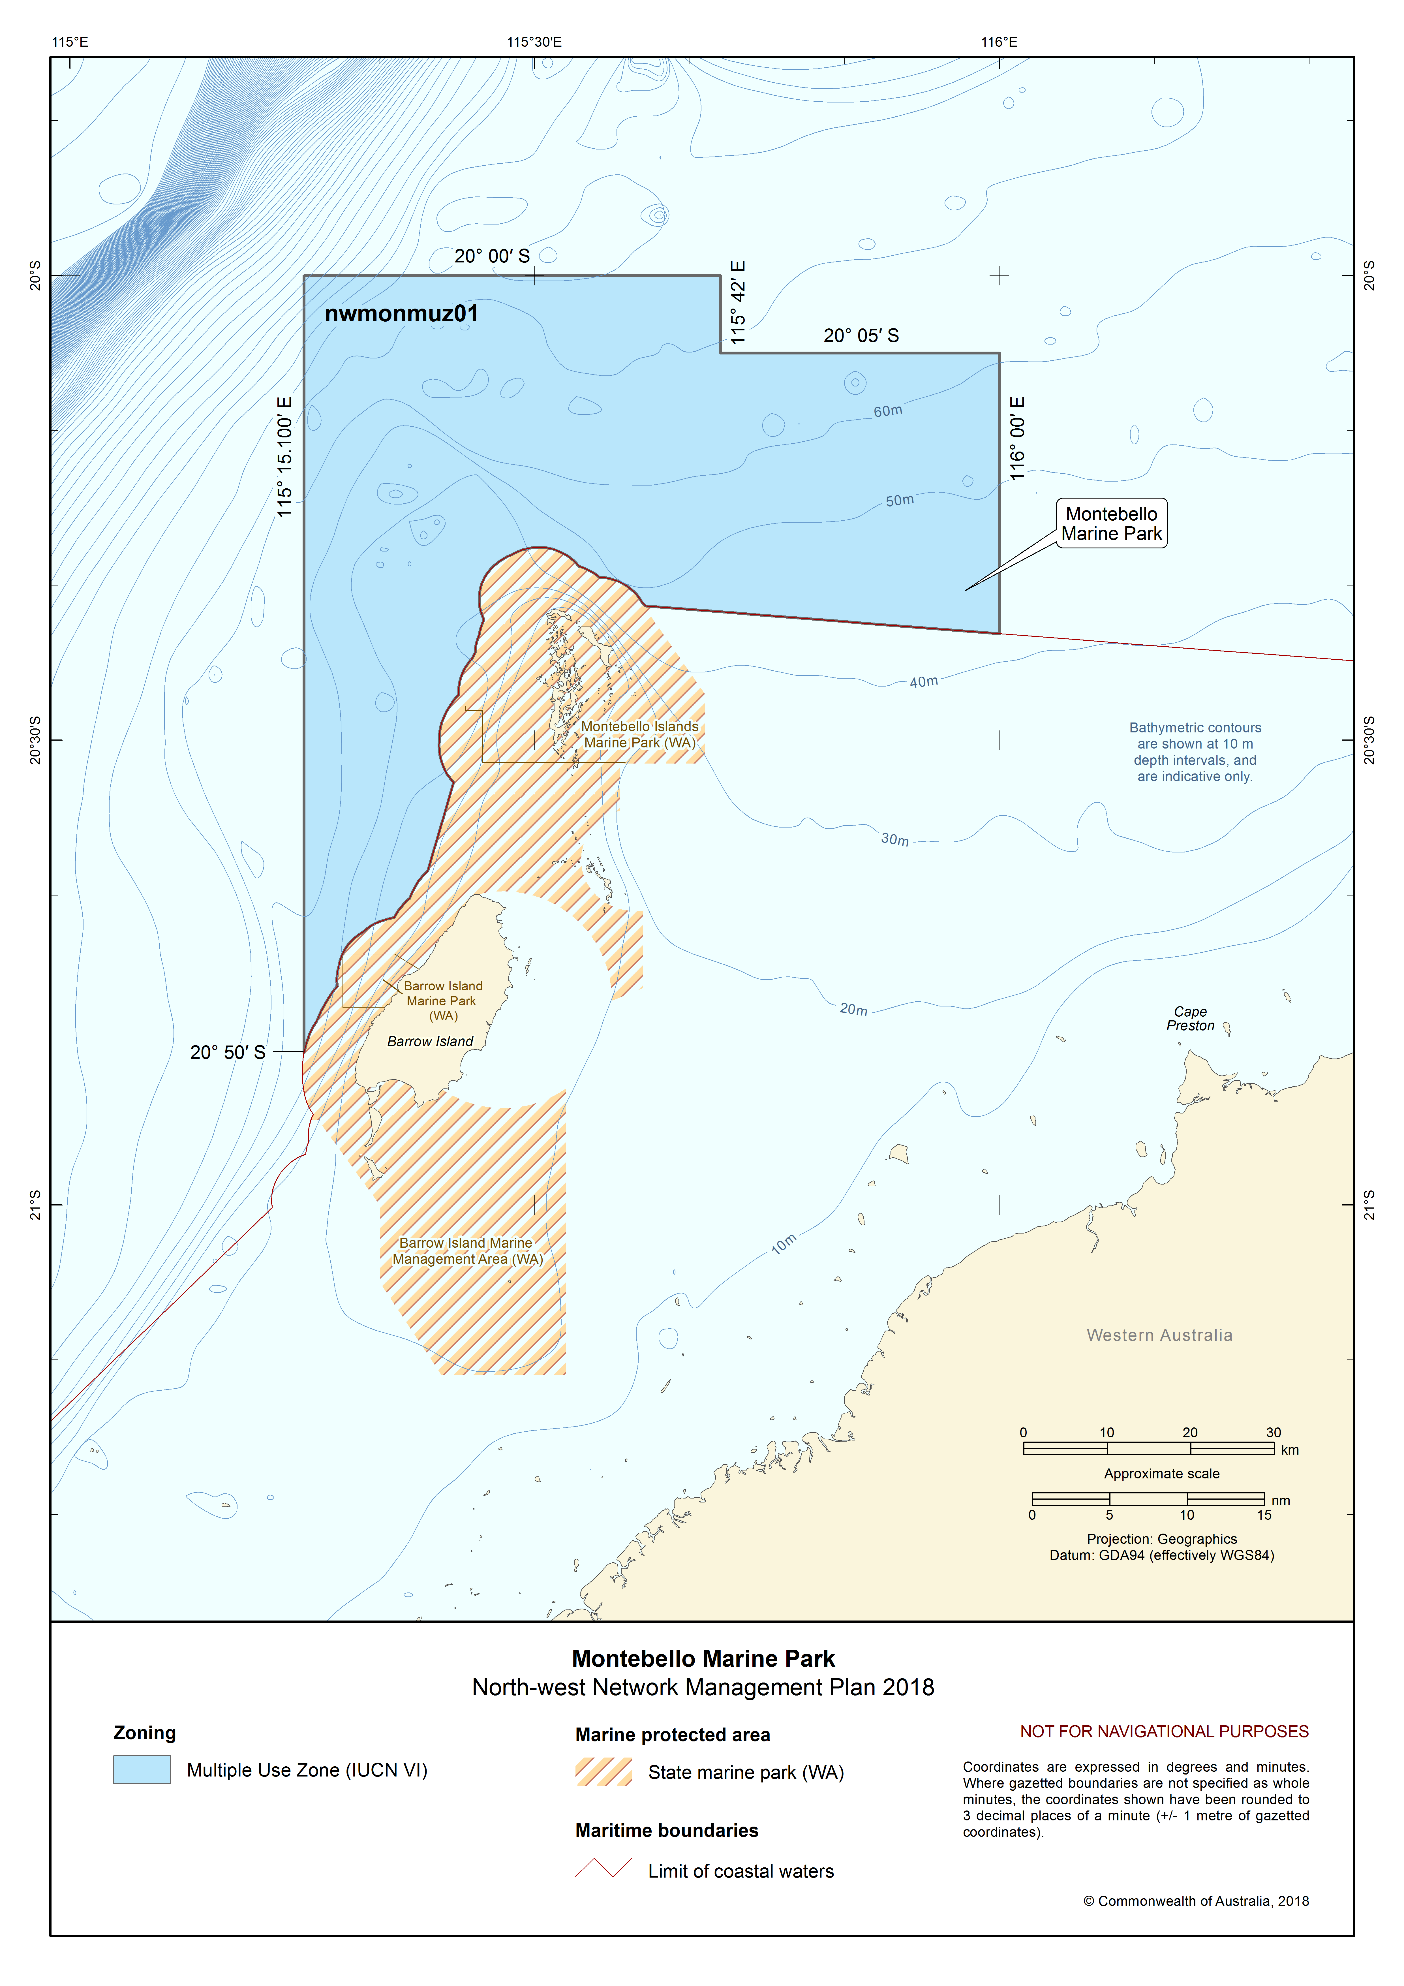 115°E
115°30'E
116°E
20°S
20°S
20° 00′ S
115° 42′ E
nwmonmuz01
20° 05′ S
115° 15.100′ E
116° 00′ E
60m
50m
Montebello
Marine Park
40m
20°30'S
20°30'S
Montebello Islands
Marine Park (WA)
Bathymetric contours
are shown at 10 m
depth intervals, and
are indicative only.
30m
Barrow Island
Marine Park
(WA)
Barrow Island
20m
Cape
Preston
20° 50′ S
21°S
21°S
10m
Barrow Island Marine
Management Area (WA)
Western Australia
0 10 20 30
km
Approximate scale
nm
0 5 10 15
Projection: Geographics
Datum: GDA94 (effectively WGS84)
Montebello Marine Park
North-west Network Management Plan 2018
Zoning
Multiple Use Zone (IUCN VI)
Marine protected area
State marine park (WA)
Maritime boundaries
Limit of coastal waters
NOT FOR NAVIGATIONAL PURPOSES
Coordinates are expressed in degrees and minutes.
Where gazetted boundaries are not specified as whole
minutes, the coordinates shown have been rounded to
3 decimal places of a minute (+/- 1 metre of gazetted
coordinates).
© Commonwealth of Australia, 2018